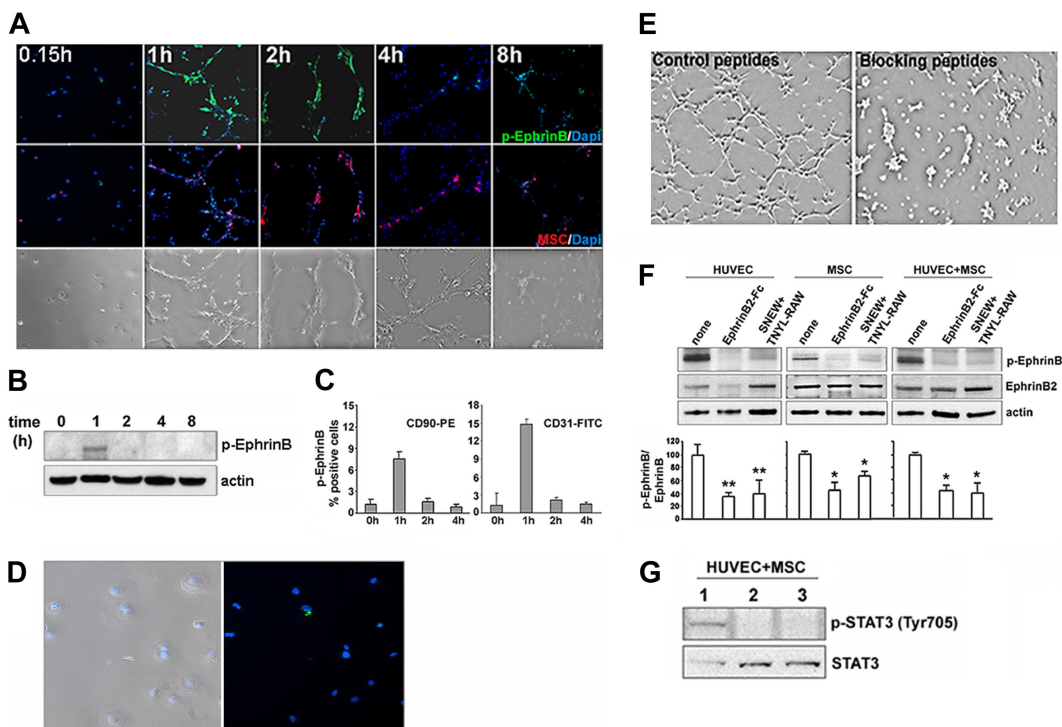 A
0.15h 1h 2h 4h 8h
p-EphrinB/Dapi
MSC/Dapi
B
time (h) 0 1 2 4 8
p-EphrinB
actin
C
p-EphrinB % positive cells
18 15 12 9 6 3 0
CD90-PE
0h 1h 2h 4h
18 15 12 9 6 3 0
CD31-FITC
0h 1h 2h 4h
D
E
Control peptides Blocking peptides
F
HUVEC MSC HUVEC+MSC
none EphrinB2-Fc SNEW+ TNYL-RAW none EphrinB2-Fc SNEW+ TNYL-RAW none EphrinB2-Fc SNEW+ TNYL-RAW
p-EphrinB
EphrinB2
actin
p-EphrinB/ EphrinB
120 100 80 60 40 20 0
** ** * * * *
G
HUVEC+MSC
1 2 3
p-STAT3 (Tyr705)
STAT3